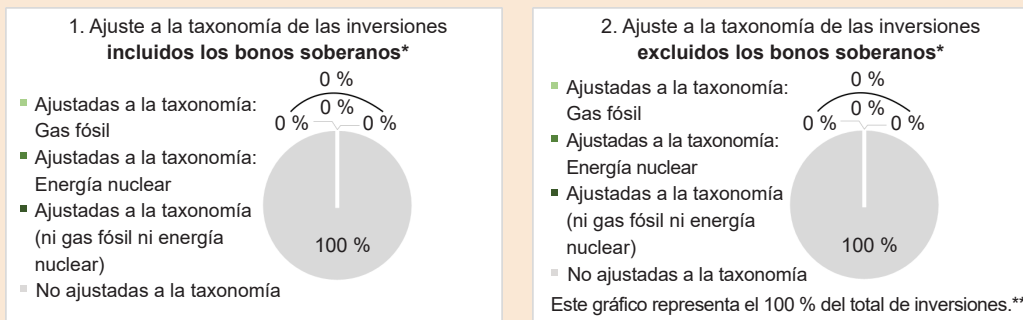 1. Ajuste a la taxonomía de las inversiones
incluidos los bonos soberanos*
0 %
0 %
0 %
0 %
Ajustadas a la taxonomía:
Gas fósil
Ajustadas a la taxonomía:
Energía nuclear
Ajustadas a la taxonomía
(ni gas fósil ni energía
nuclear)
No ajustadas a la taxonomía
100 %
2. Ajuste a la taxonomía de las inversiones
excluidos los bonos soberanos*
0 %
0 %
0 %
0 %
Ajustadas a la taxonomía:
Gas fósil
Ajustadas a la taxonomía:
Energía nuclear
Ajustadas a la taxonomía
(ni gas fósil ni energía
nuclear)
No ajustadas a la taxonomía
100 %
Este gráfico representa el 100 % del total de inversiones.**